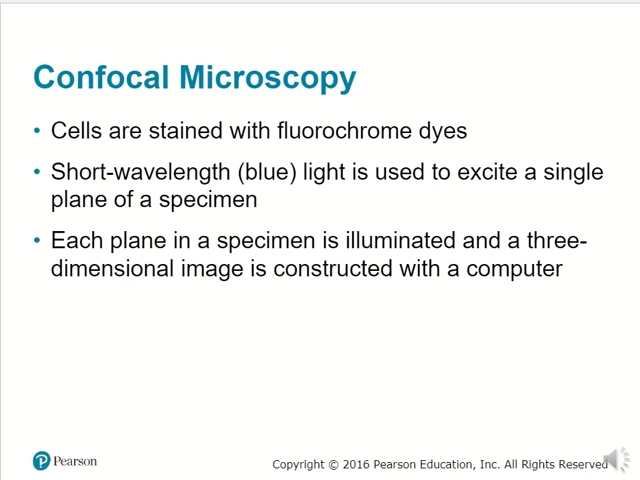 Confocal Microscopy
• Cells are stained with fluorochrome dyes
• Short-wavelength (blue) light is used to excite a single
plane of a specimen
• Each plane in a specimen is illuminated and a three-
dimensional image is constructed with a computer
Pearson
Copyright © 2016 Pearson Education, Inc. All Rights Reserved